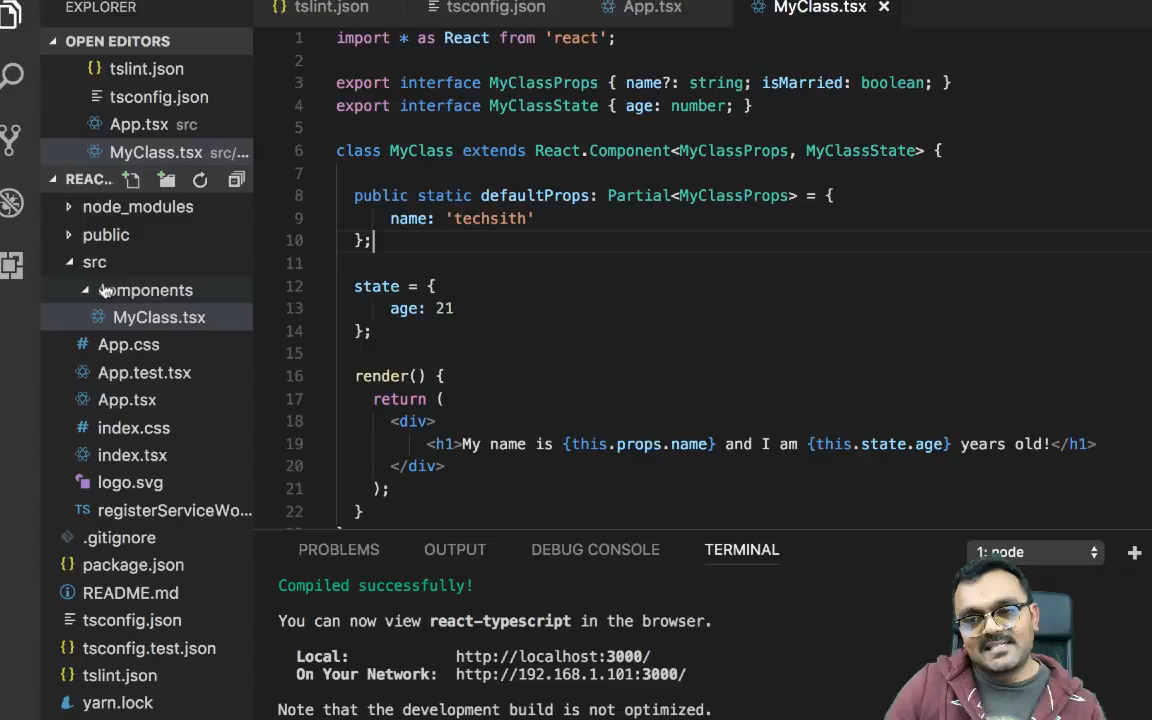 EXPLORER
OPEN EDITORS
tslint.json
tsconfig.json
App.tsx src
MyClass.tsx src/...
REAC...
node_modules
public
src
components
MyClass.tsx
App.css
App.test.tsx
App.tsx
index.css
index.tsx
logo.svg
registerServiceWo...
.gitignore
package.json
README.md
tsconfig.json
tsconfig.test.json
tslint.json
yarn.lock
tslint.json tsconfig.json App.tsx MyClass.tsx
1 import * as React from 'react';
2
3 export interface MyClassProps { name?: string; isMarried: boolean; }
4 export interface MyClassState { age: number; }
5
6 class MyClass extends React.Component<MyClassProps, MyClassState> {
7
8 public static defaultProps: Partial<MyClassProps> = {
9 name: 'techsith'
10 };
11
12 state = {
13 age: 21
14 };
15
16 render() {
17 return (
18 <div>
19 <h1>My name is {this.props.name} and I am {this.state.age} years old!</h1>
20 </div>
21 );
22 }
PROBLEMS OUTPUT DEBUG CONSOLE TERMINAL 1: node
Compiled successfully!
You can now view react-typescript in the browser.
Local: http://localhost:3000/
On Your Network: http://192.168.1.101:3000/
Note that the development build is not optimized.